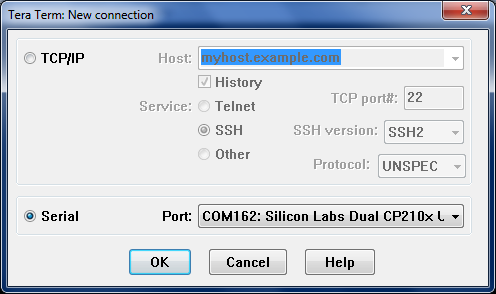 Tera Term: New connection
TCP/IP
Host: myhost.example.com
History
Service: Telnet
TCP port#: 22
SSH
SSH version: SSH2
Other
Protocol: UNSPEC
Serial
Port: COM162: Silicon Labs Dual CP210x U
OK Cancel Help